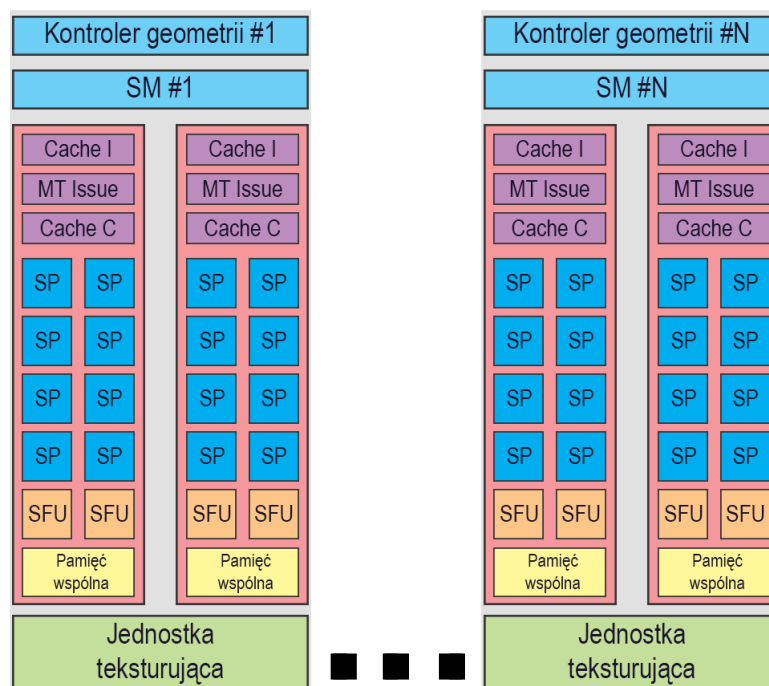 Kontroler geometrii #1
SM #1
Cache I
MT Issue
Cache C
SP SP
SP SP
SP SP
SP SP
SFU SFU
Pamięć
wspólna
Cache I
MT Issue
Cache C
SP SP
SP SP
SP SP
SP SP
SFU SFU
Pamięć
wspólna
Jednostka
teksturująca
Kontroler geometrii #N
SM #N
Cache I
MT Issue
Cache C
SP SP
SP SP
SP SP
SP SP
SFU SFU
Pamięć
wspólna
Cache I
MT Issue
Cache C
SP SP
SP SP
SP SP
SP SP
SFU SFU
Pamięć
wspólna
Jednostka
teksturująca